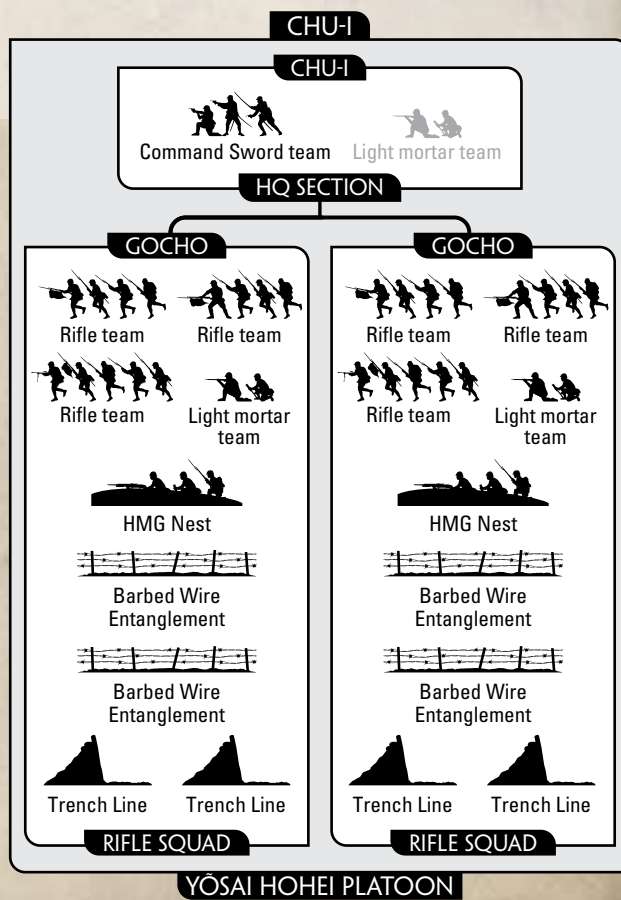 CHU-I
CHU-I
Command Sword team Light mortar team
HQ SECTION
GOCHO GOCHO
Rifle team Rifle team Rifle team Rifle team
Rifle team Light mortar team Rifle team Light mortar team
HMG Nest HMG Nest
Barbed Wire Entanglement Barbed Wire Entanglement
Barbed Wire Entanglement Barbed Wire Entanglement
Trench Line Trench Line Trench Line Trench Line
RIFLE SQUAD RIFLE SQUAD
YÕSAI HOHEI PLATOON